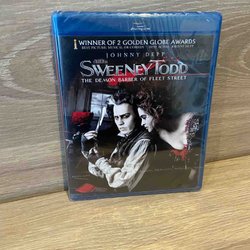 WINNER OF 2 GOLDEN GLOBE AWARDS
JOHNNY DEPP
SWEENEY TODD
THE DEMON BARBER OF FLEET STREET